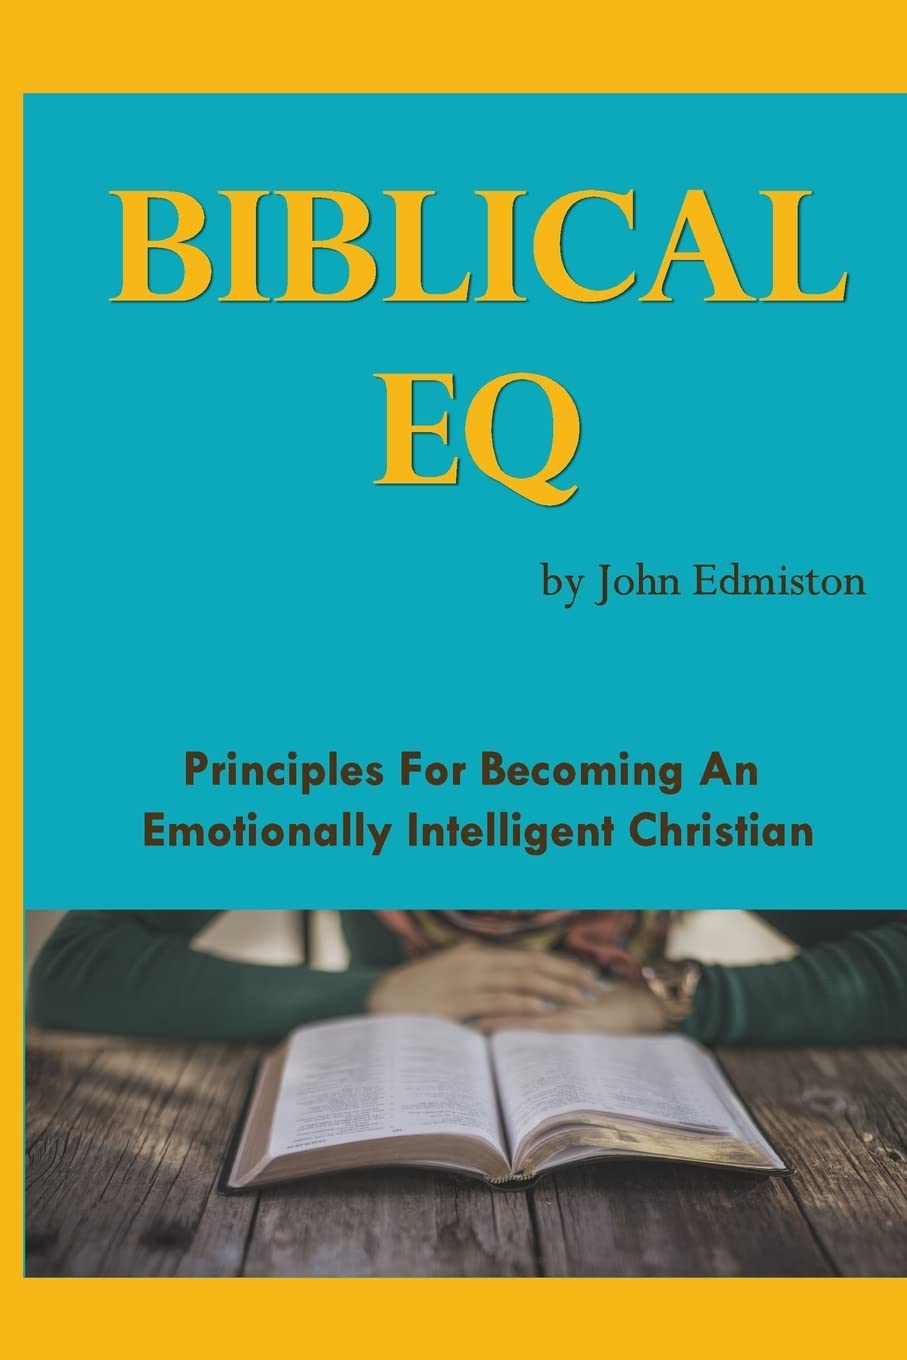 BIBLICAL
EQ
by John Edmiston
Principles For Becoming An
Emotionally Intelligent Christian